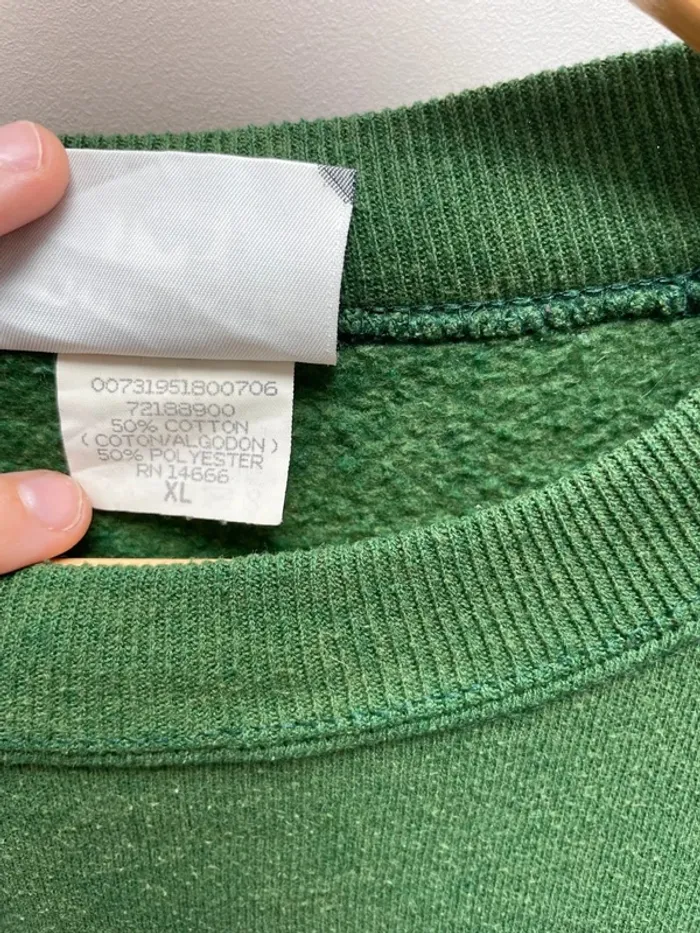 00731951800706
72188900
50% COTTON
(COTON/ALGODON)
50% POLYESTER
RN 14666
XL